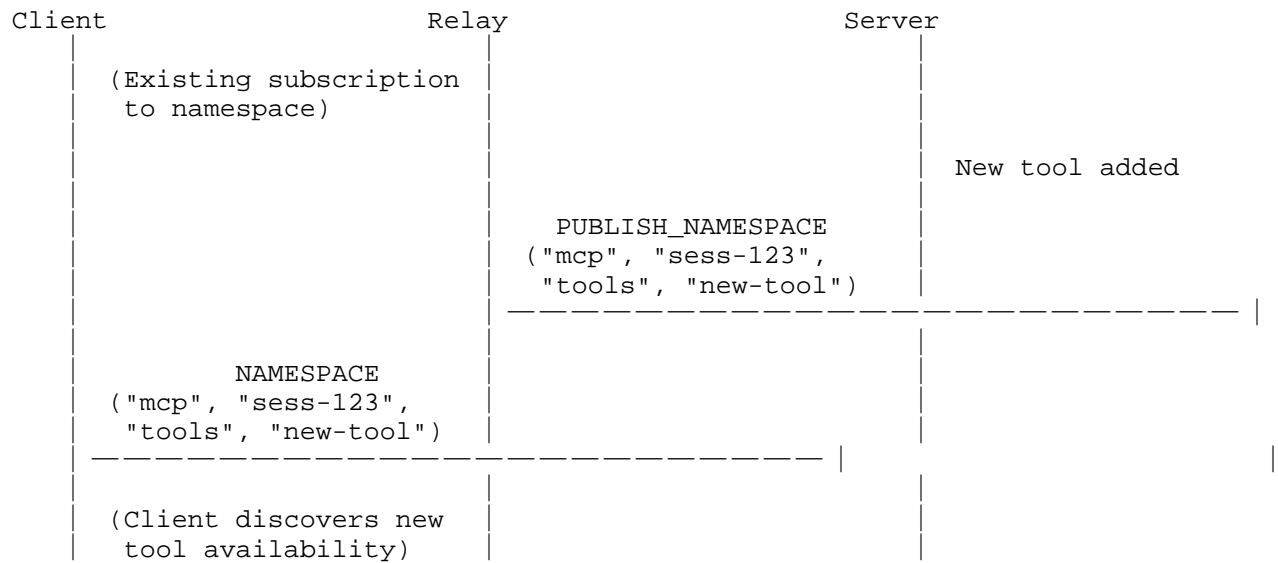 Client Relay Server
(Existing subscription
to namespace)
New tool added
PUBLISH_NAMESPACE
("mcp", "sess-123",
"tools", "new-tool")
NAMESPACE
("mcp", "sess-123",
"tools", "new-tool")
(Client discovers new
tool availability)